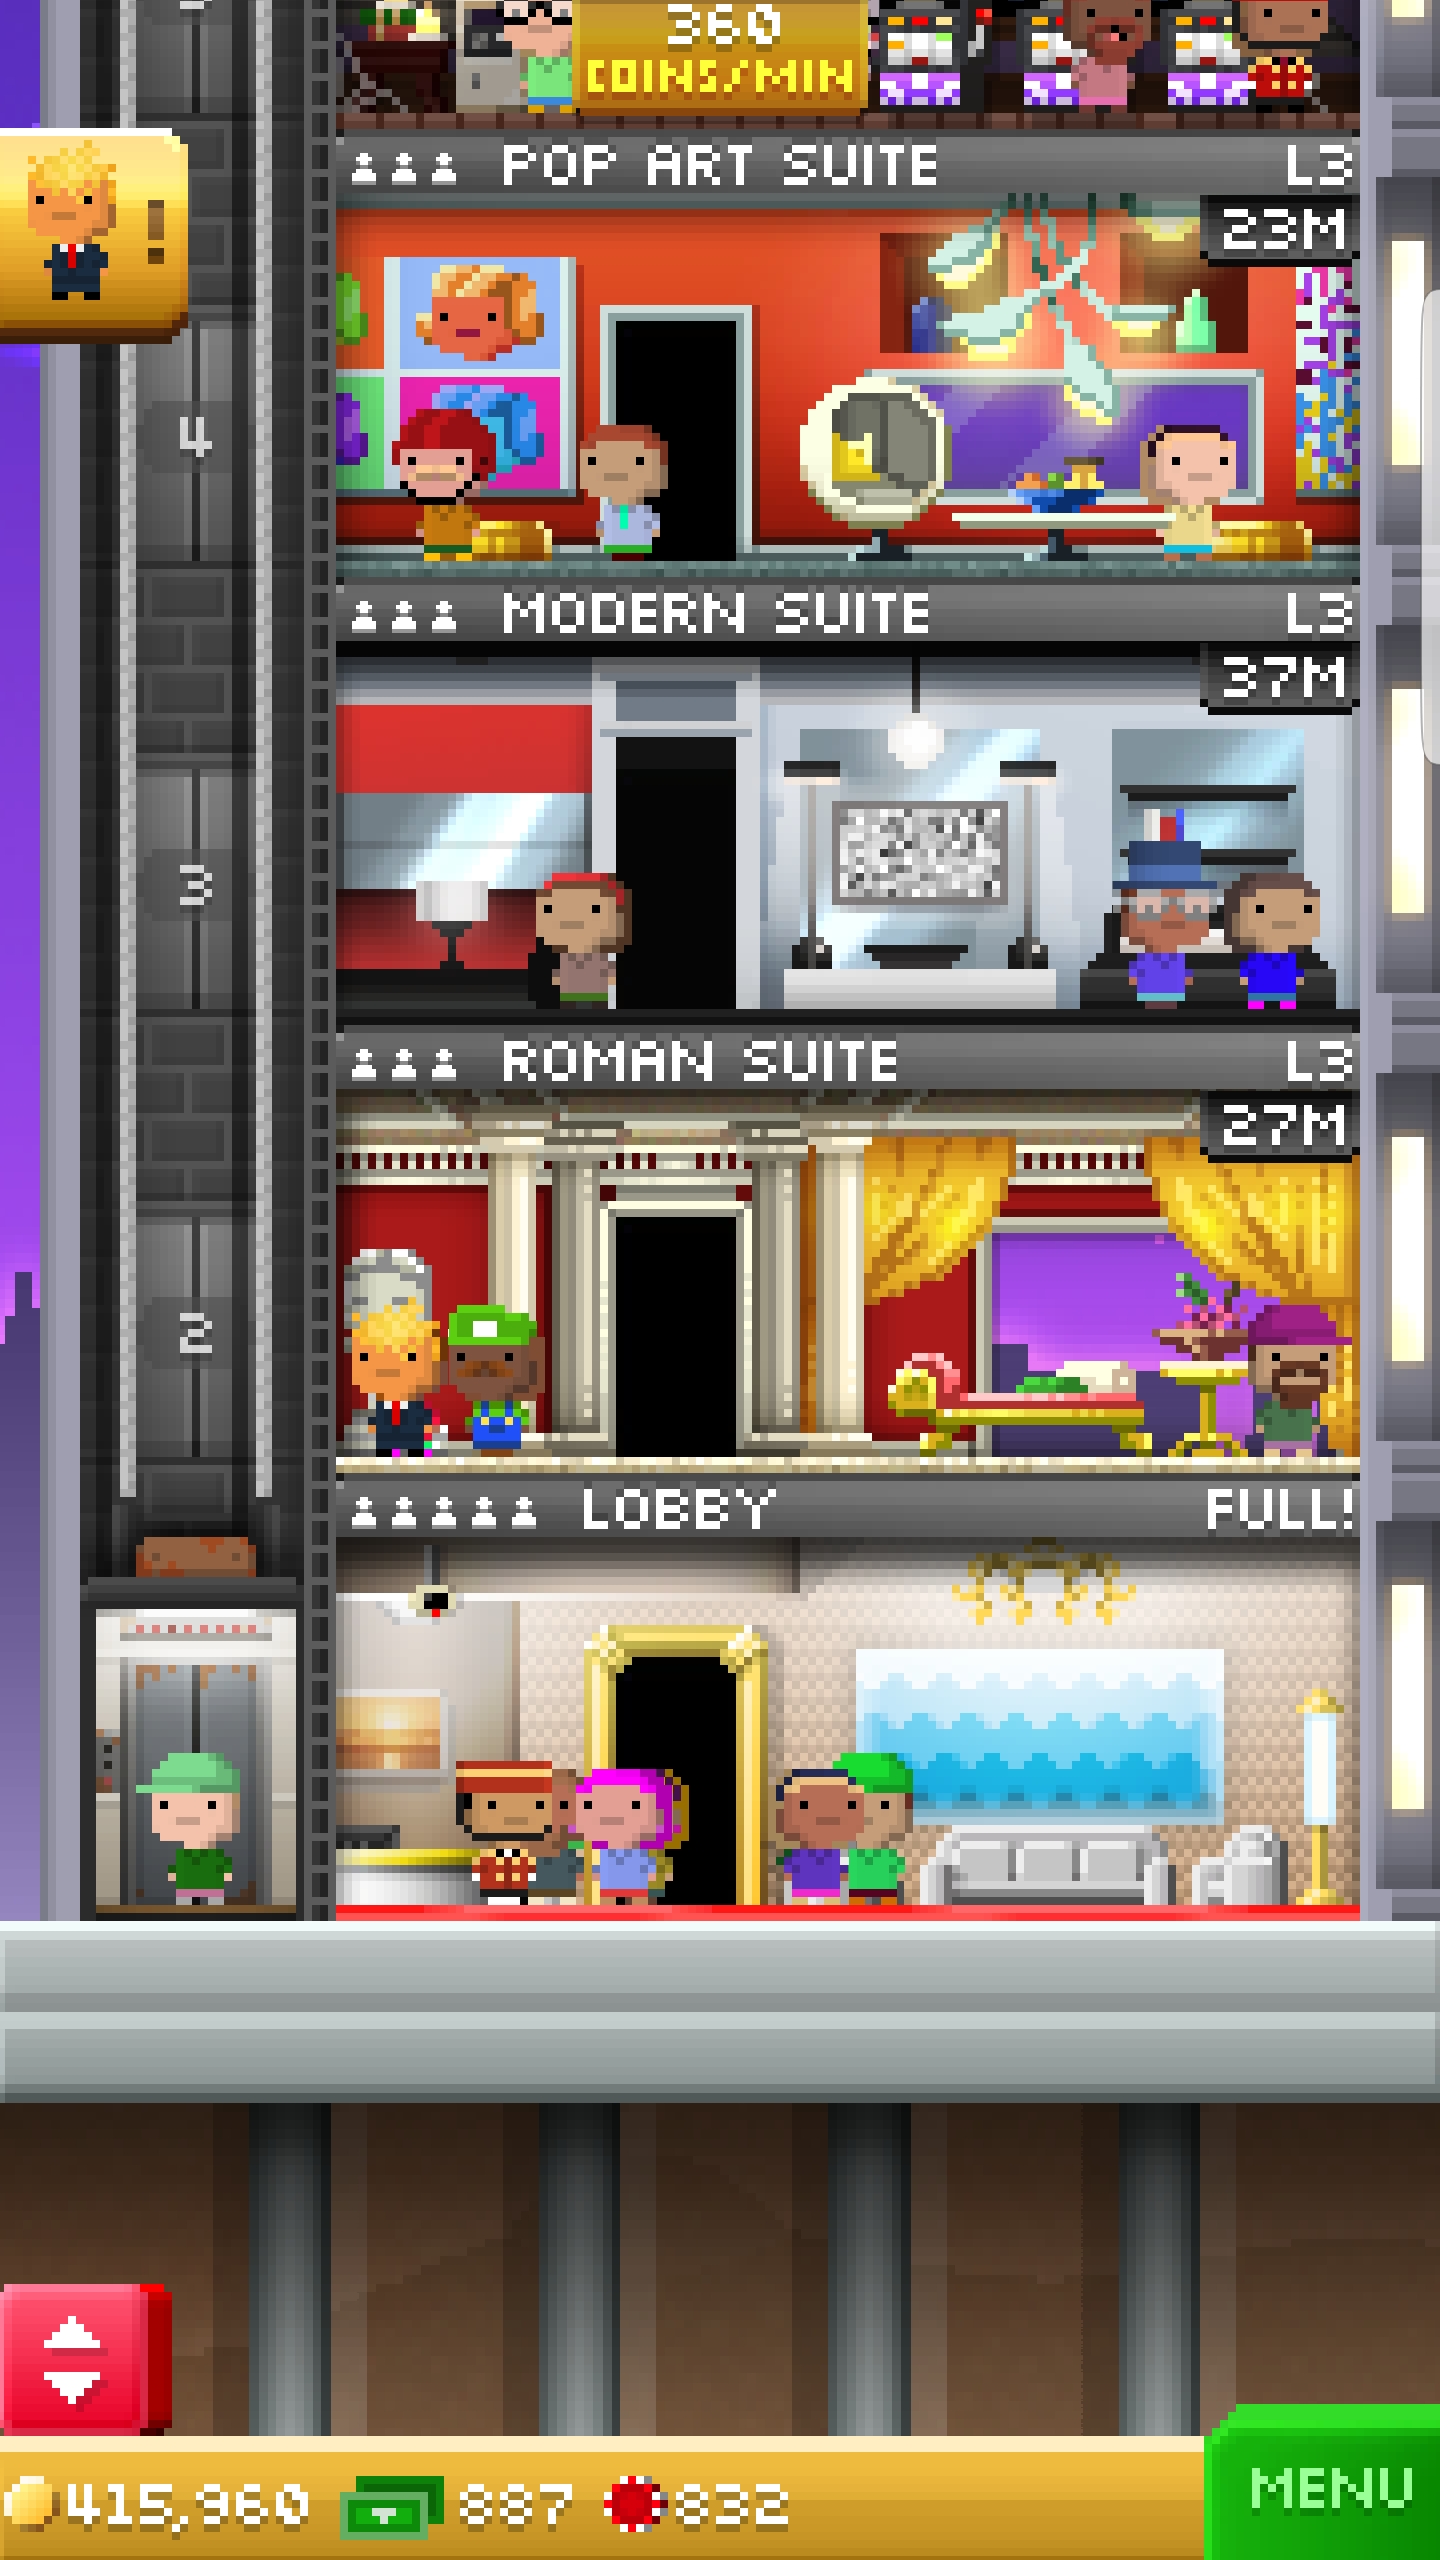 360
COINS/MIN
!
POP ART SUITE L3
23M
4
MODERN SUITE L3
37M
3
ROMAN SUITE L3
27M
2
LOBBY FULL!
415,960 887 832
MENU